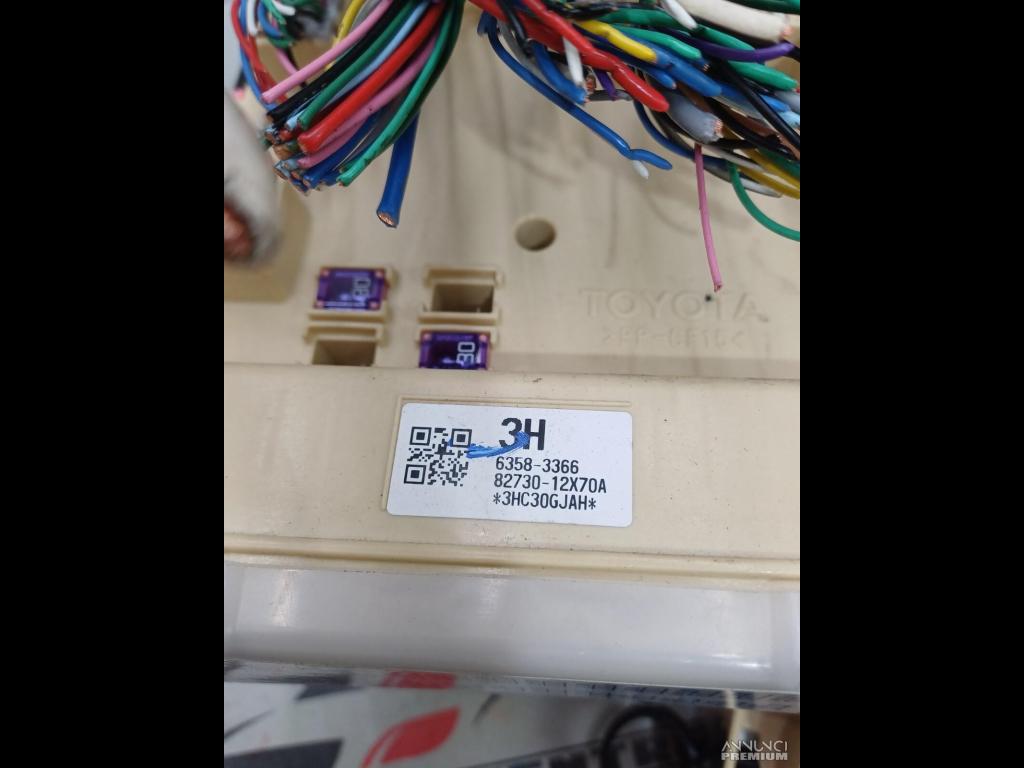 30
30
TOYOTA
3H
6358-3366
82730-12X70A
*3HC30GJAH*
ANNUNCI
PREMIUM